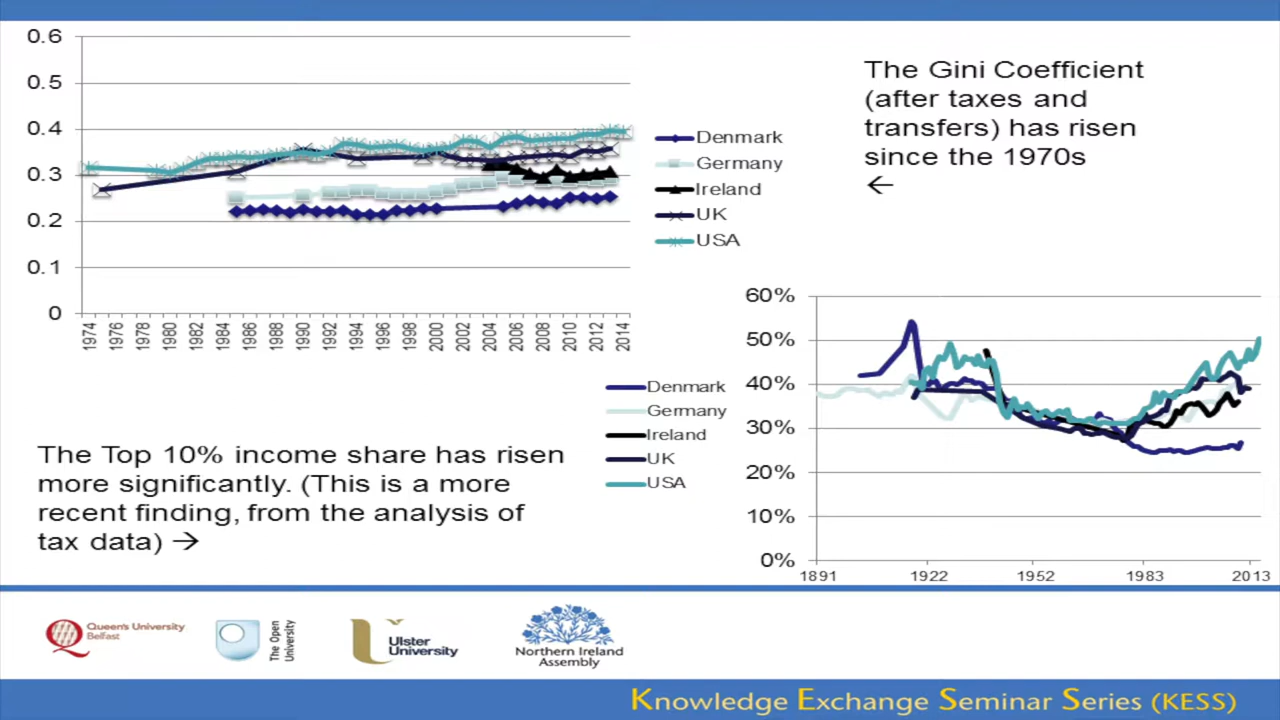 0.6
0.5
0.4
0.3
0.2
0.1
0
1974
1976
1978
1980
1982
1984
1986
1988
1990
1992
1994
1996
1998
2000
2002
2004
2006
2008
2010
2012
2014
Denmark
Germany
Ireland
UK
USA
The Gini Coefficient
(after taxes and
transfers) has risen
since the 1970s
←
The Top 10% income share has risen
more significantly. (This is a more
recent finding, from the analysis of
tax data) →
Denmark
Germany
Ireland
UK
USA
60%
50%
40%
30%
20%
10%
0%
1891
1922
1952
1983
2013
Queen's University
Belfast
The Open
University
Ulster
University
Northern Ireland
Assembly
Knowledge Exchange Seminar Series (KESS)